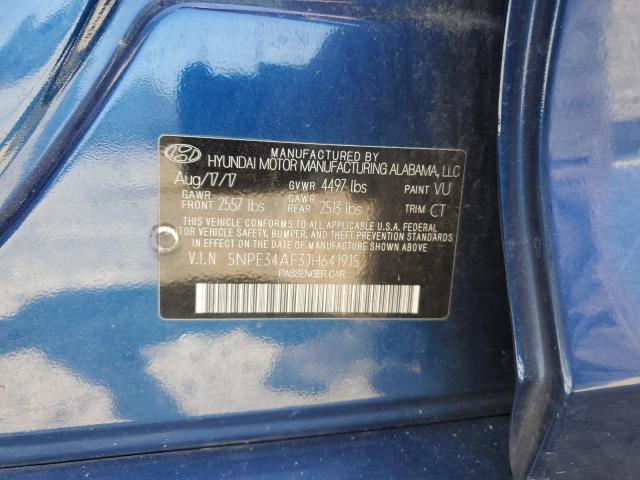 MANUFACTURED BY
HYUNDAI MOTOR MANUFACTURING ALABAMA, LLC
Aug/17/17 GVWR 4497 lbs PAINT VU
GAWR FRONT 2557 lbs GAWR REAR 2513 lbs TRIM CT
THIS VEHICLE CONFORMS TO ALL APPLICABLE U.S.A. FEDERAL
MOTOR VEHICLE SAFETY, BUMPER, AND THEFT PREVENTION STANDARDS
IN EFFECT ON THE DATE OF MANUFACTURE SHOWN ABOVE.
V.I.N 5NPE34AF3JH641915
PASSENGER CAR